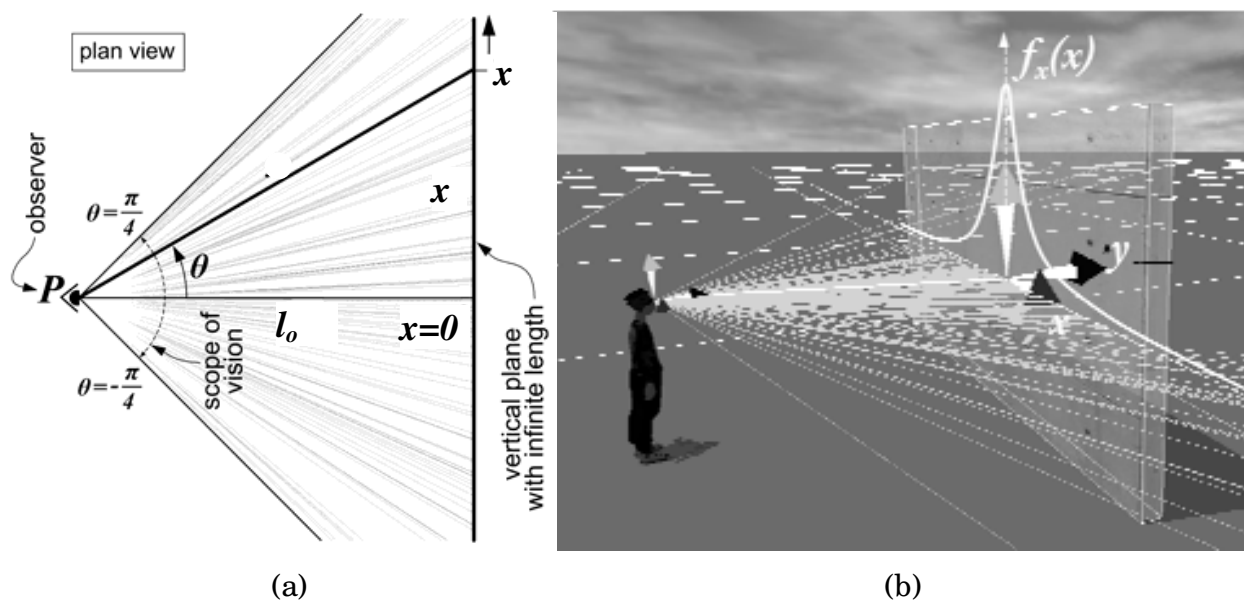 plan view
x
observer
θ=π/4
P
θ
x
l_o
x=0
θ=-π/4
scope of
vision
vertical plane
with infinite length
(a)
f_x(x)
y
x
(b)